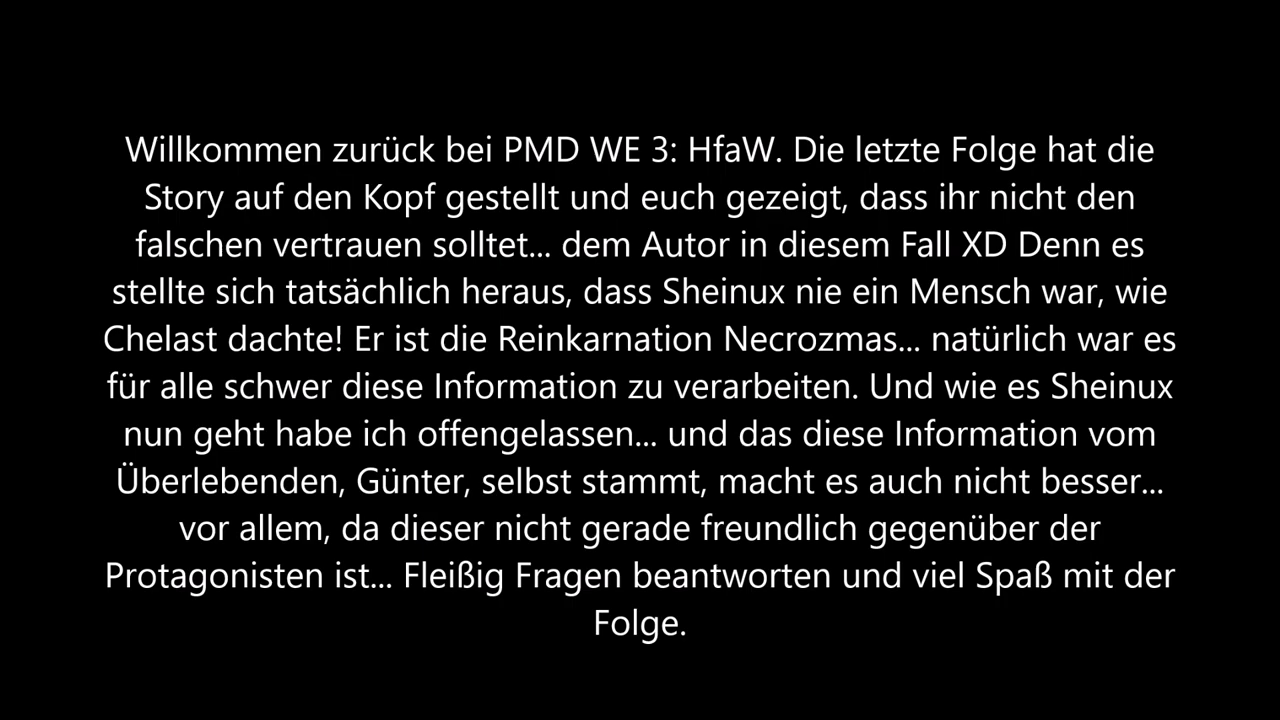 Willkommen zurück bei PMD WE 3: HfaW. Die letzte Folge hat die
Story auf den Kopf gestellt und euch gezeigt, dass ihr nicht den
falschen vertrauen solltet... dem Autor in diesem Fall XD Denn es
stellte sich tatsächlich heraus, dass Sheinux nie ein Mensch war, wie
Chelast dachte! Er ist die Reinkarnation Necrozmas... natürlich war es
für alle schwer diese Information zu verarbeiten. Und wie es Sheinux
nun geht habe ich offengelassen... und das diese Information vom
Überlebenden, Günter, selbst stammt, macht es auch nicht besser...
vor allem, da dieser nicht gerade freundlich gegenüber der
Protagonisten ist... Fleißig Fragen beantworten und viel Spaß mit der
Folge.